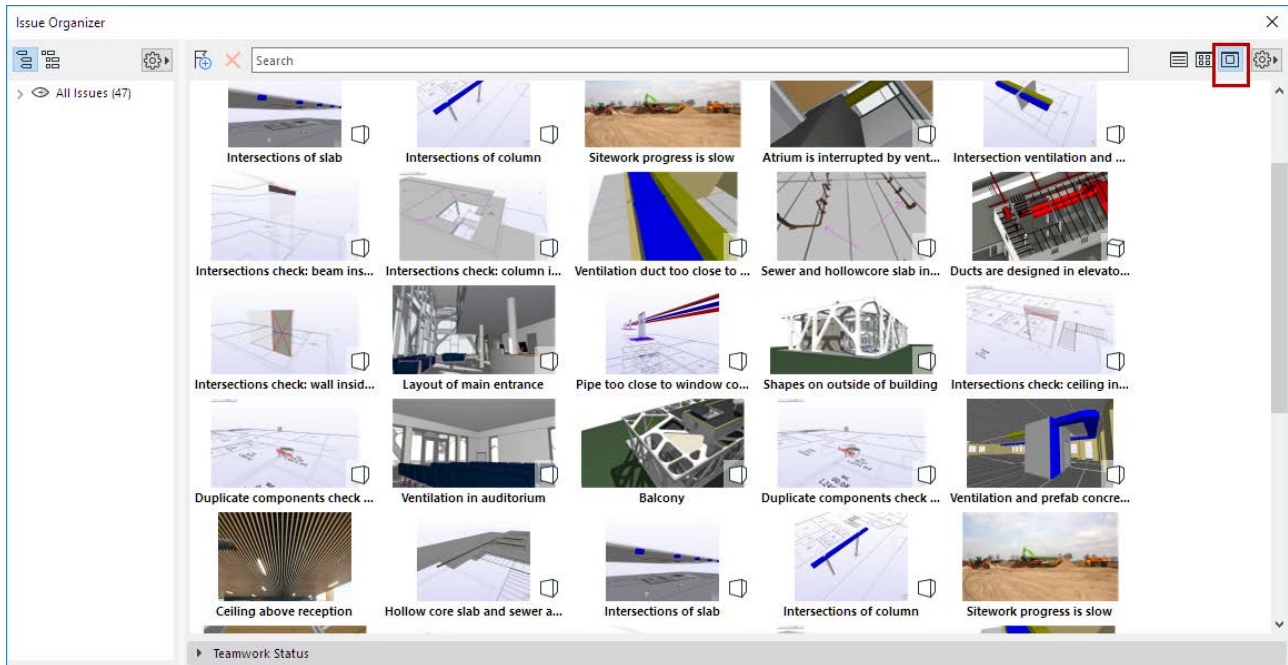 Issue Organizer
Search
All Issues (47)
Intersections of slab
Intersections of column
Sitework progress is slow
Atrium is interrupted by vent...
Intersection ventilation and ...
Intersections check: beam ins...
Intersections check: column i...
Ventilation duct too close to ...
Sewer and hollowcore slab in...
Ducts are designed in elevato...
Intersections check: wall insid...
Layout of main entrance
Pipe too close to window co...
Shapes on outside of building
Intersections check: ceiling in...
Duplicate components check ...
Ventilation in auditorium
Balcony
Duplicate components check ...
Ventilation and prefab concre...
Ceiling above reception
Hollow core slab and sewer a...
Intersections of slab
Intersections of column
Sitework progress is slow
Teamwork Status